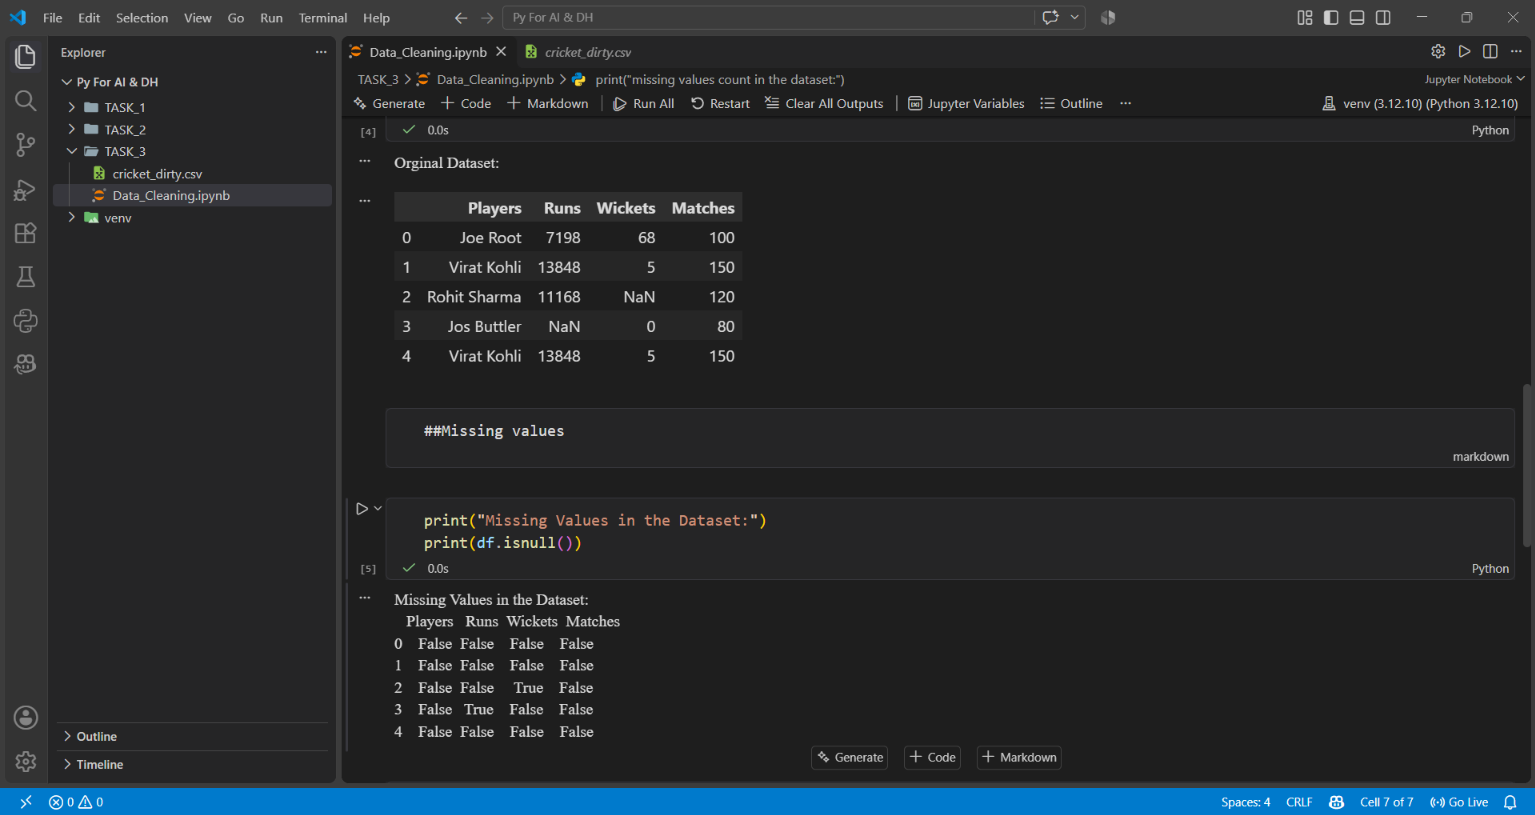 File Edit Selection View Go Run Terminal Help
Py For AI & DH
Explorer
Py For AI & DH
TASK_1
TASK_2
TASK_3
cricket_dirty.csv
Data_Cleaning.ipynb
venv
Outline
Timeline
Data_Cleaning.ipynb cricket_dirty.csv
TASK_3 > Data_Cleaning.ipynb > print("missing values count in the dataset:")
Jupyter Notebook
Generate + Code + Markdown Run All Restart Clear All Outputs Jupyter Variables Outline ... venv (3.12.10) (Python 3.12.10)
[4] 0.0s Python
Orginal Dataset:
Players Runs Wickets Matches
0 Joe Root 7198 68 100
1 Virat Kohli 13848 5 150
2 Rohit Sharma 11168 NaN 120
3 Jos Buttler NaN 0 80
4 Virat Kohli 13848 5 150
##Missing values
markdown
print("Missing Values in the Dataset:")
print(df.isnull())
[5] 0.0s Python
Missing Values in the Dataset:
Players Runs Wickets Matches
0 False False False False
1 False False False False
2 False False True False
3 False True False False
4 False False False False
Generate + Code + Markdown
0 0 Spaces: 4 CRLF Cell 7 of 7 Go Live